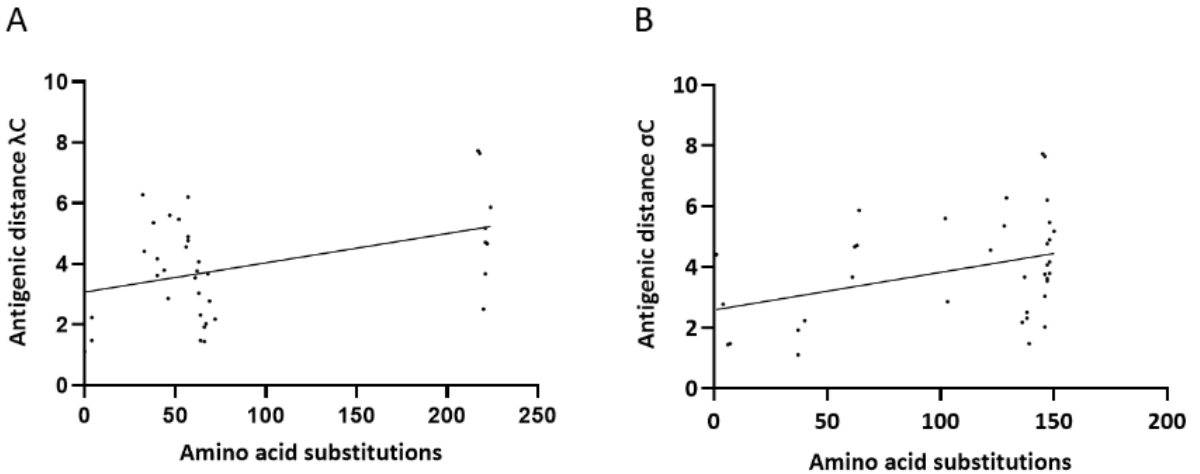 A
Antigenic distance λC
10
8
6
4
2
0
0 50 100 150 200 250
Amino acid substitutions
B
Antigenic distance σC
10
8
6
4
2
0
0 50 100 150 200
Amino acid substitutions